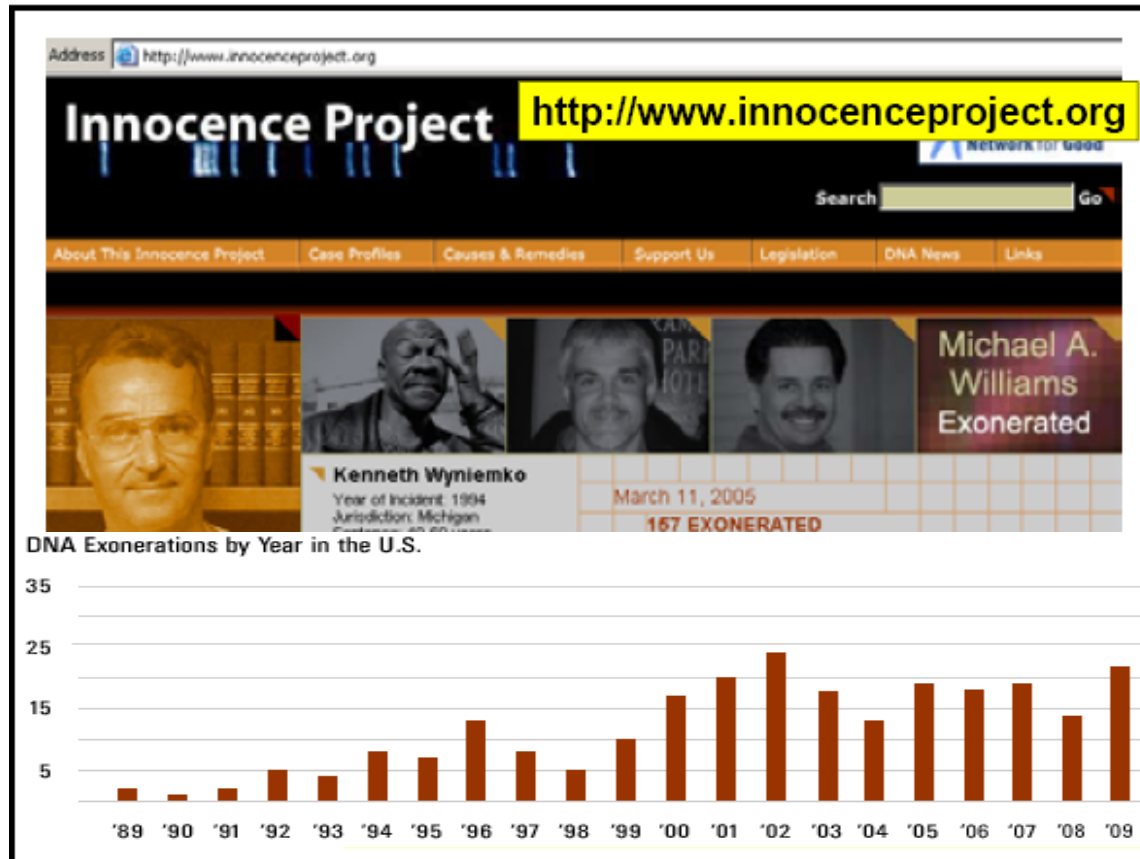 Address http://www.innocenceproject.org
Innocence Project
http://www.innocenceproject.org
Network for Good
Search Go
About This Innocence Project Case Profiles Causes & Remedies Support Us Legislation DNA News Links
Michael A.
Williams
Exonerated
Kenneth Wyniemko
Year of Incident: 1994
Jurisdiction: Michigan
March 11, 2005
157 EXONERATED
DNA Exonerations by Year in the U.S.
35
25
15
5
'89 '90 '91 '92 '93 '94 '95 '96 '97 '98 '99 '00 '01 '02 '03 '04 '05 '06 '07 '08 '09